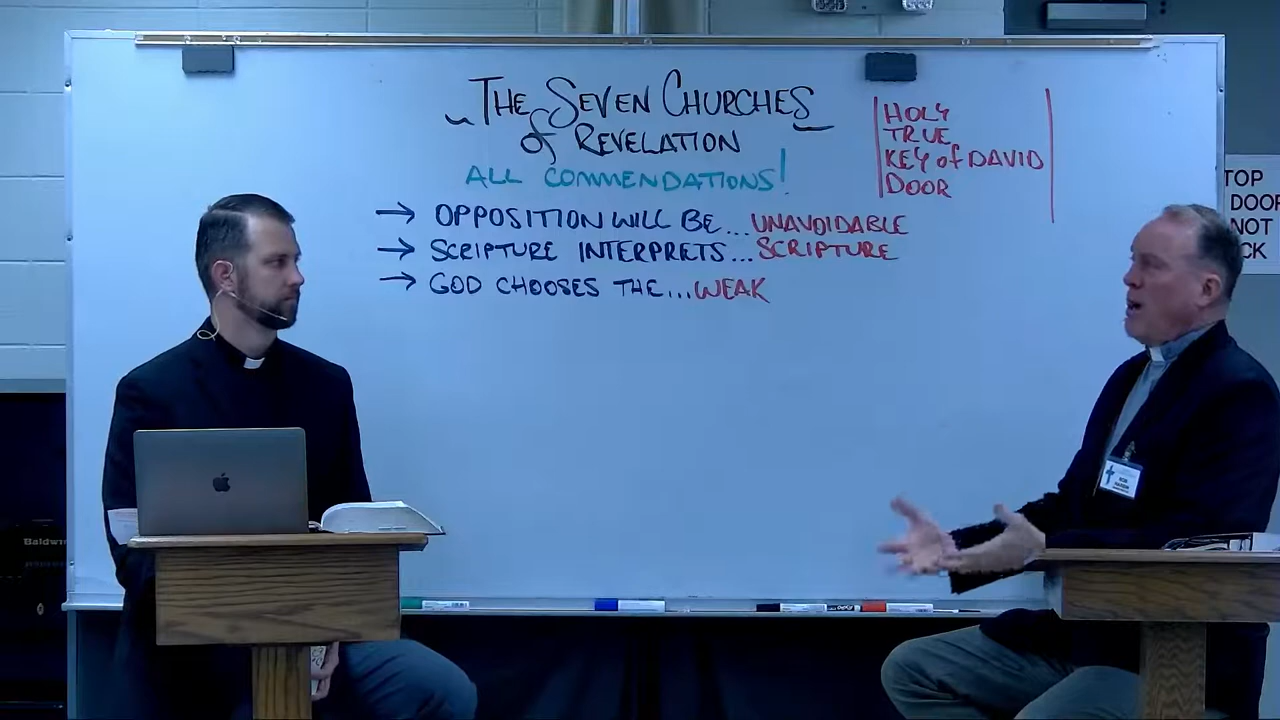 THE SEVEN CHURCHES
of REVELATION
ALL COMMENDATIONS!
→ OPPOSITION WILL BE...UNAVOIDABLE
→ SCRIPTURE INTERPRETS...SCRIPTURE
→ GOD CHOOSES THE...WEAK
HOLY
TRUE
KEY of DAVID
DOOR
TOP
DOOR
NOT
CK
Baldwin